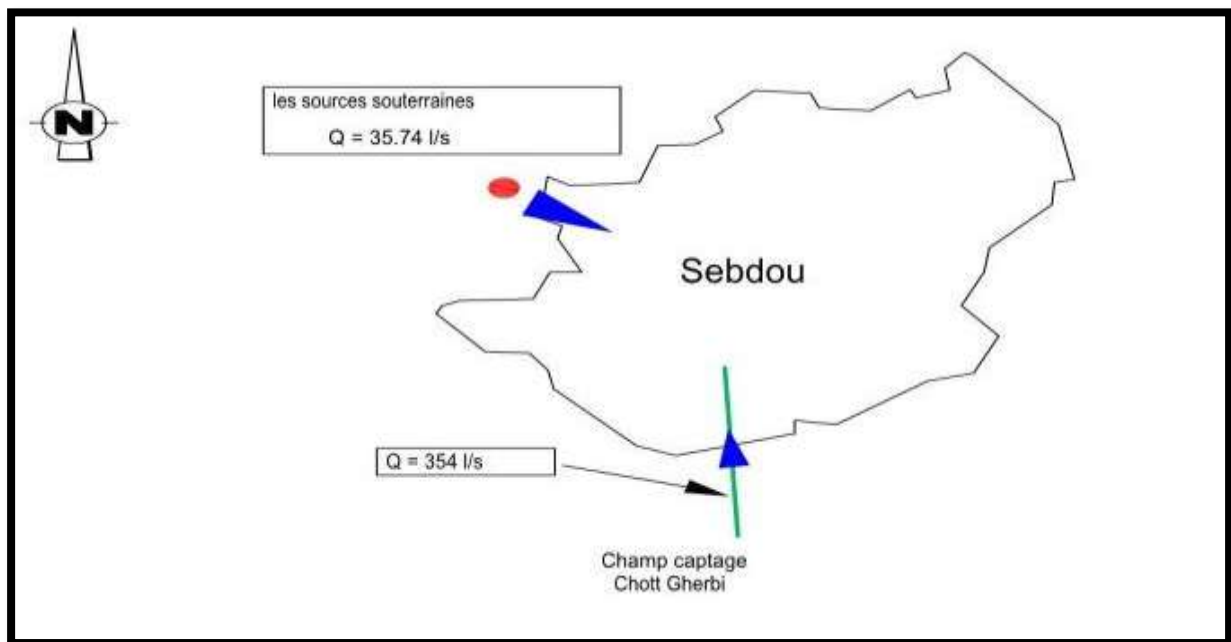 N
les sources souterraines
Q = 35.74 l/s
Sebdou
Q = 354 l/s
Champ captage
Chott Gherbi